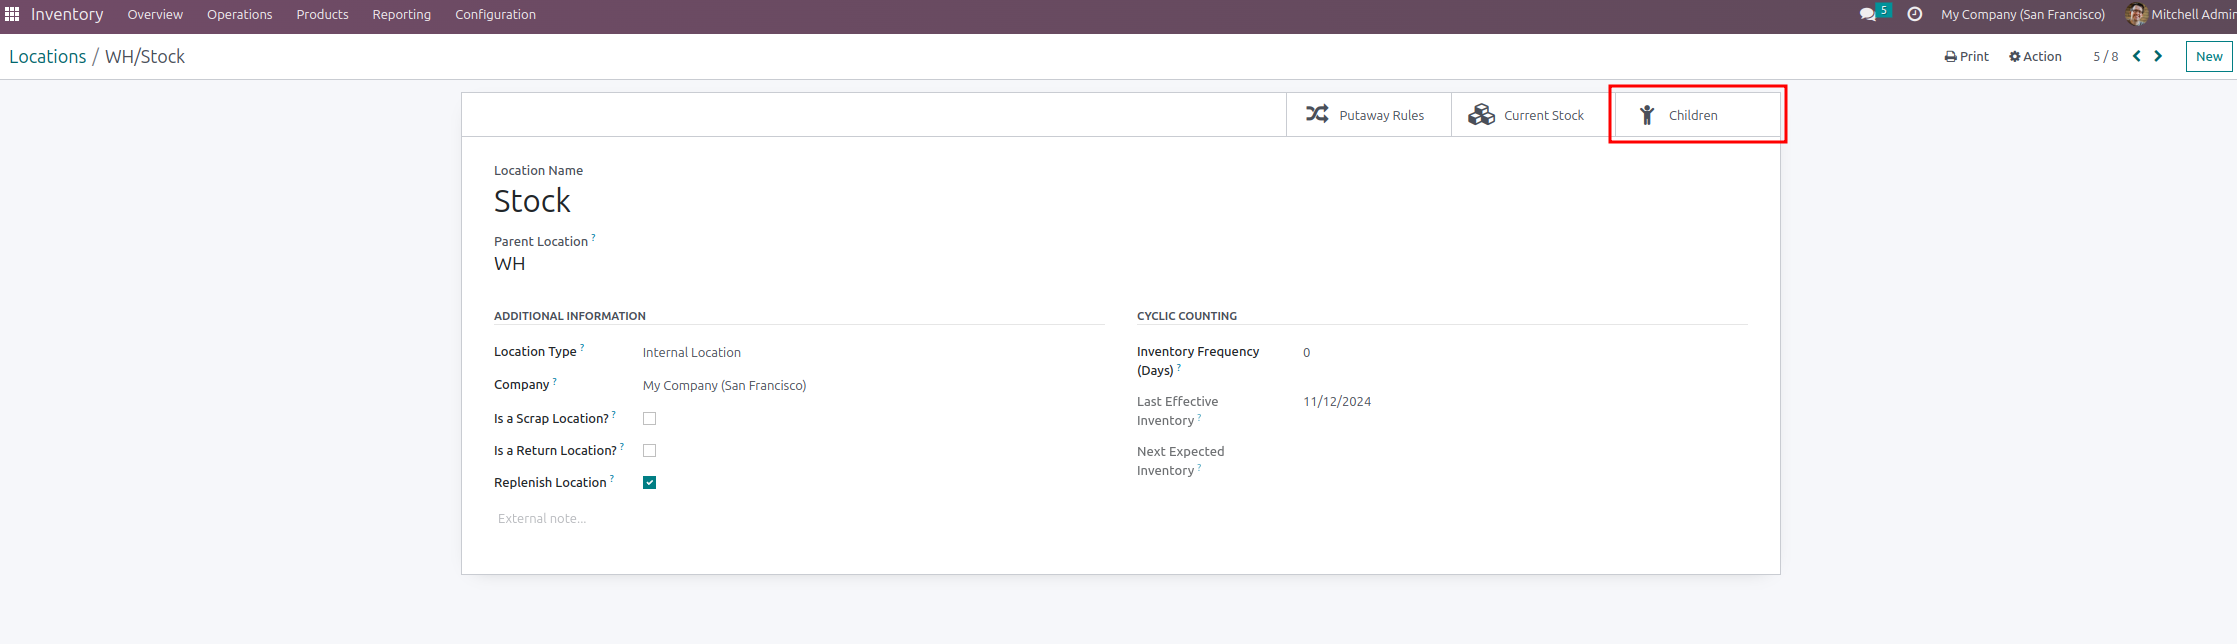 Inventory Overview Operations Products Reporting Configuration 5 My Company (San Francisco) Mitchell Admin
Locations / WH/Stock Print Action 5 / 8 New
Putaway Rules Current Stock Children
Location Name
Stock
Parent Location ?
WH
ADDITIONAL INFORMATION
Location Type ? Internal Location
Company ? My Company (San Francisco)
Is a Scrap Location? ?
Is a Return Location? ?
Replenish Location ?
External note...
CYCLIC COUNTING
Inventory Frequency 0
(Days) ?
Last Effective 11/12/2024
Inventory ?
Next Expected
Inventory ?